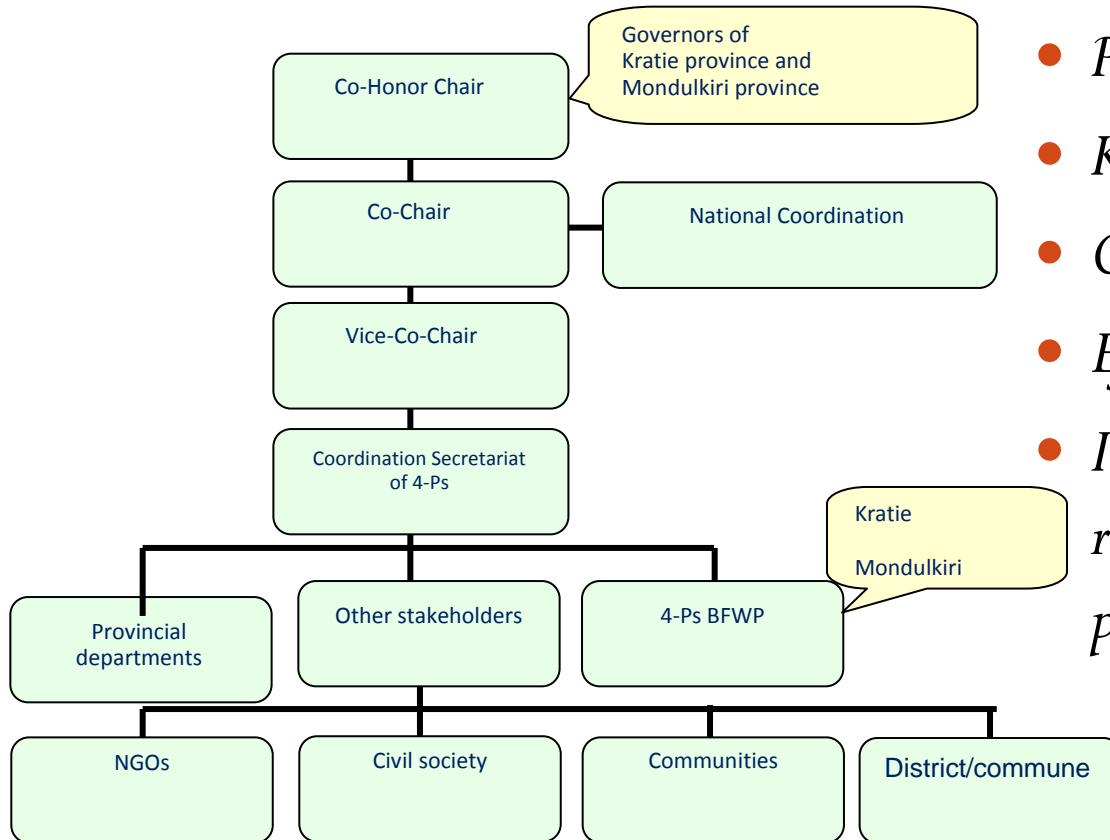 Governors of
Kratie province and
Mondulkiri province
Co-Honor Chair
Co-Chair
National Coordination
Vice-Co-Chair
Coordination Secretariat
of 4-Ps
Kratie
Mondulkiri
Provincial
departments
Other stakeholders
4-Ps BFWP
NGOs
Civil society
Communities
District/commune